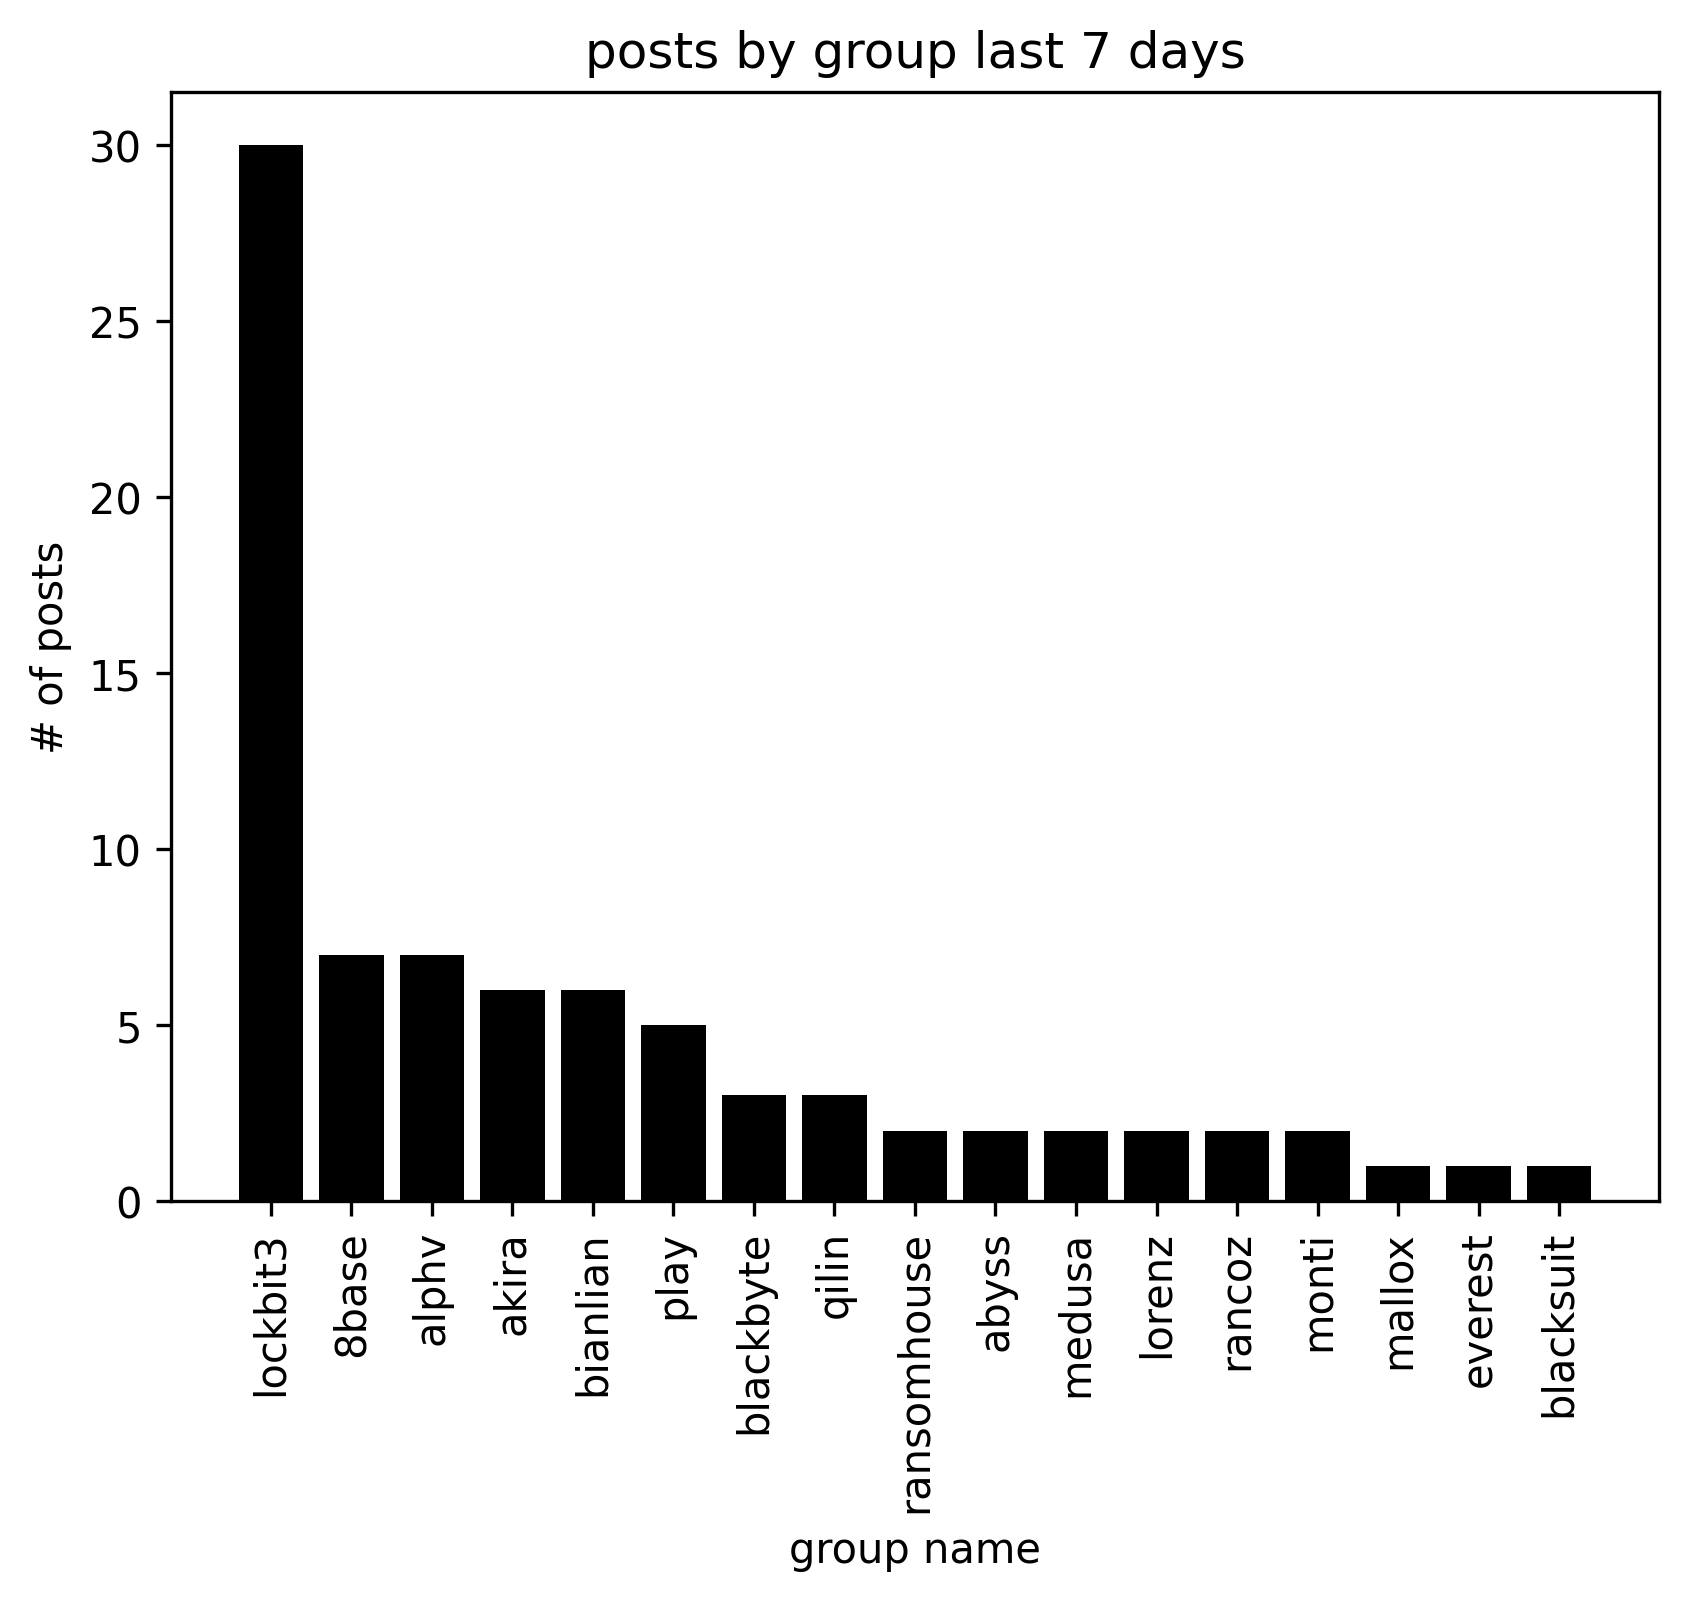 posts by group last 7 days
# of posts
30
25
20
15
10
5
0
lockbit3
8base
alphv
akira
bianlian
play
blackbyte
qilin
ransomhouse
abyss
medusa
lorenz
rancoz
monti
mallox
everest
blacksuit
group name